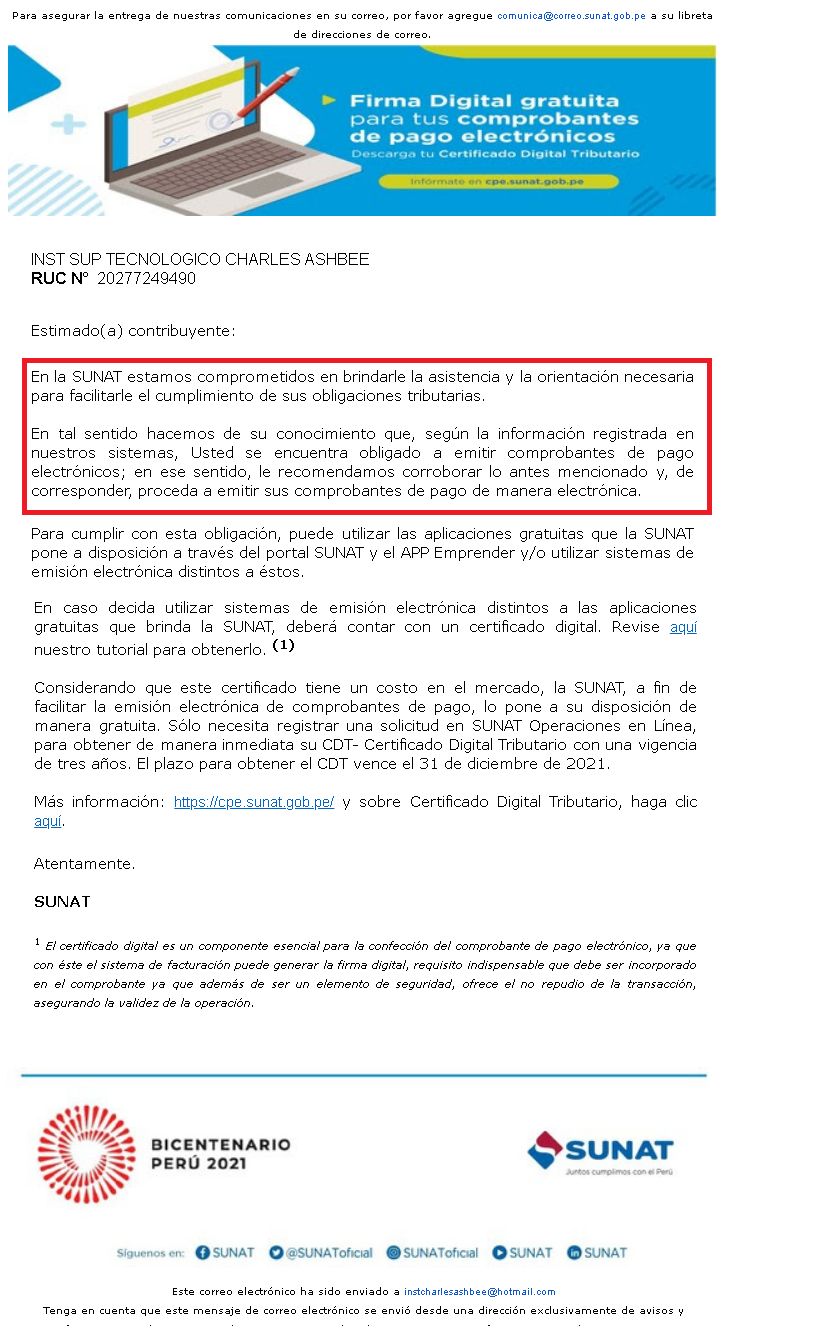 Para asegurar la entrega de nuestras comunicaciones en su correo, por favor agregue comunica@correo.sunat.gob.pe a su libreta
de direcciones de correo.
Firma Digital gratuita
para tus comprobantes
de pago electrónicos
Descarga tu Certificado Digital Tributario
Infórmate en cpe.sunat.gob.pe
INST SUP TECNOLOGICO CHARLES ASHBEE
RUC N° 20277249490
Estimado(a) contribuyente:
En la SUNAT estamos comprometidos en brindarle la asistencia y la orientación necesaria
para facilitarle el cumplimiento de sus obligaciones tributarias.
En tal sentido hacemos de su conocimiento que, según la información registrada en
nuestros sistemas, Usted se encuentra obligado a emitir comprobantes de pago
electrónicos; en ese sentido, le recomendamos corroborar lo antes mencionado y, de
corresponder, proceda a emitir sus comprobantes de pago de manera electrónica.
Para cumplir con esta obligación, puede utilizar las aplicaciones gratuitas que la SUNAT
pone a disposición a través del portal SUNAT y el APP Emprender y/o utilizar sistemas de
emisión electrónica distintos a éstos.
En caso decida utilizar sistemas de emisión electrónica distintos a las aplicaciones
gratuitas que brinda la SUNAT, deberá contar con un certificado digital. Revise aquí
nuestro tutorial para obtenerlo. (1)
Considerando que este certificado tiene un costo en el mercado, la SUNAT, a fin de
facilitar la emisión electrónica de comprobantes de pago, lo pone a su disposición de
manera gratuita. Sólo necesita registrar una solicitud en SUNAT Operaciones en Línea,
para obtener de manera inmediata su CDT- Certificado Digital Tributario con una vigencia
de tres años. El plazo para obtener el CDT vence el 31 de diciembre de 2021.
Más información: https://cpe.sunat.gob.pe/ y sobre Certificado Digital Tributario, haga clic
aquí.
Atentamente.
SUNAT
1 El certificado digital es un componente esencial para la confección del comprobante de pago electrónico, ya que
con éste el sistema de facturación puede generar la firma digital, requisito indispensable que debe ser incorporado
en el comprobante ya que además de ser un elemento de seguridad, ofrece el no repudio de la transacción,
asegurando la validez de la operación.
BICENTENARIO
PERÚ 2021
SUNAT
Juntos cumplimos con el Perú
Síguenos en: SUNAT @SUNAToficial SUNAToficial SUNAT SUNAT
Este correo electrónico ha sido enviado a instcharlesashbee@hotmail.com
Tenga en cuenta que este mensaje de correo electrónico se envió desde una dirección exclusivamente de avisos y